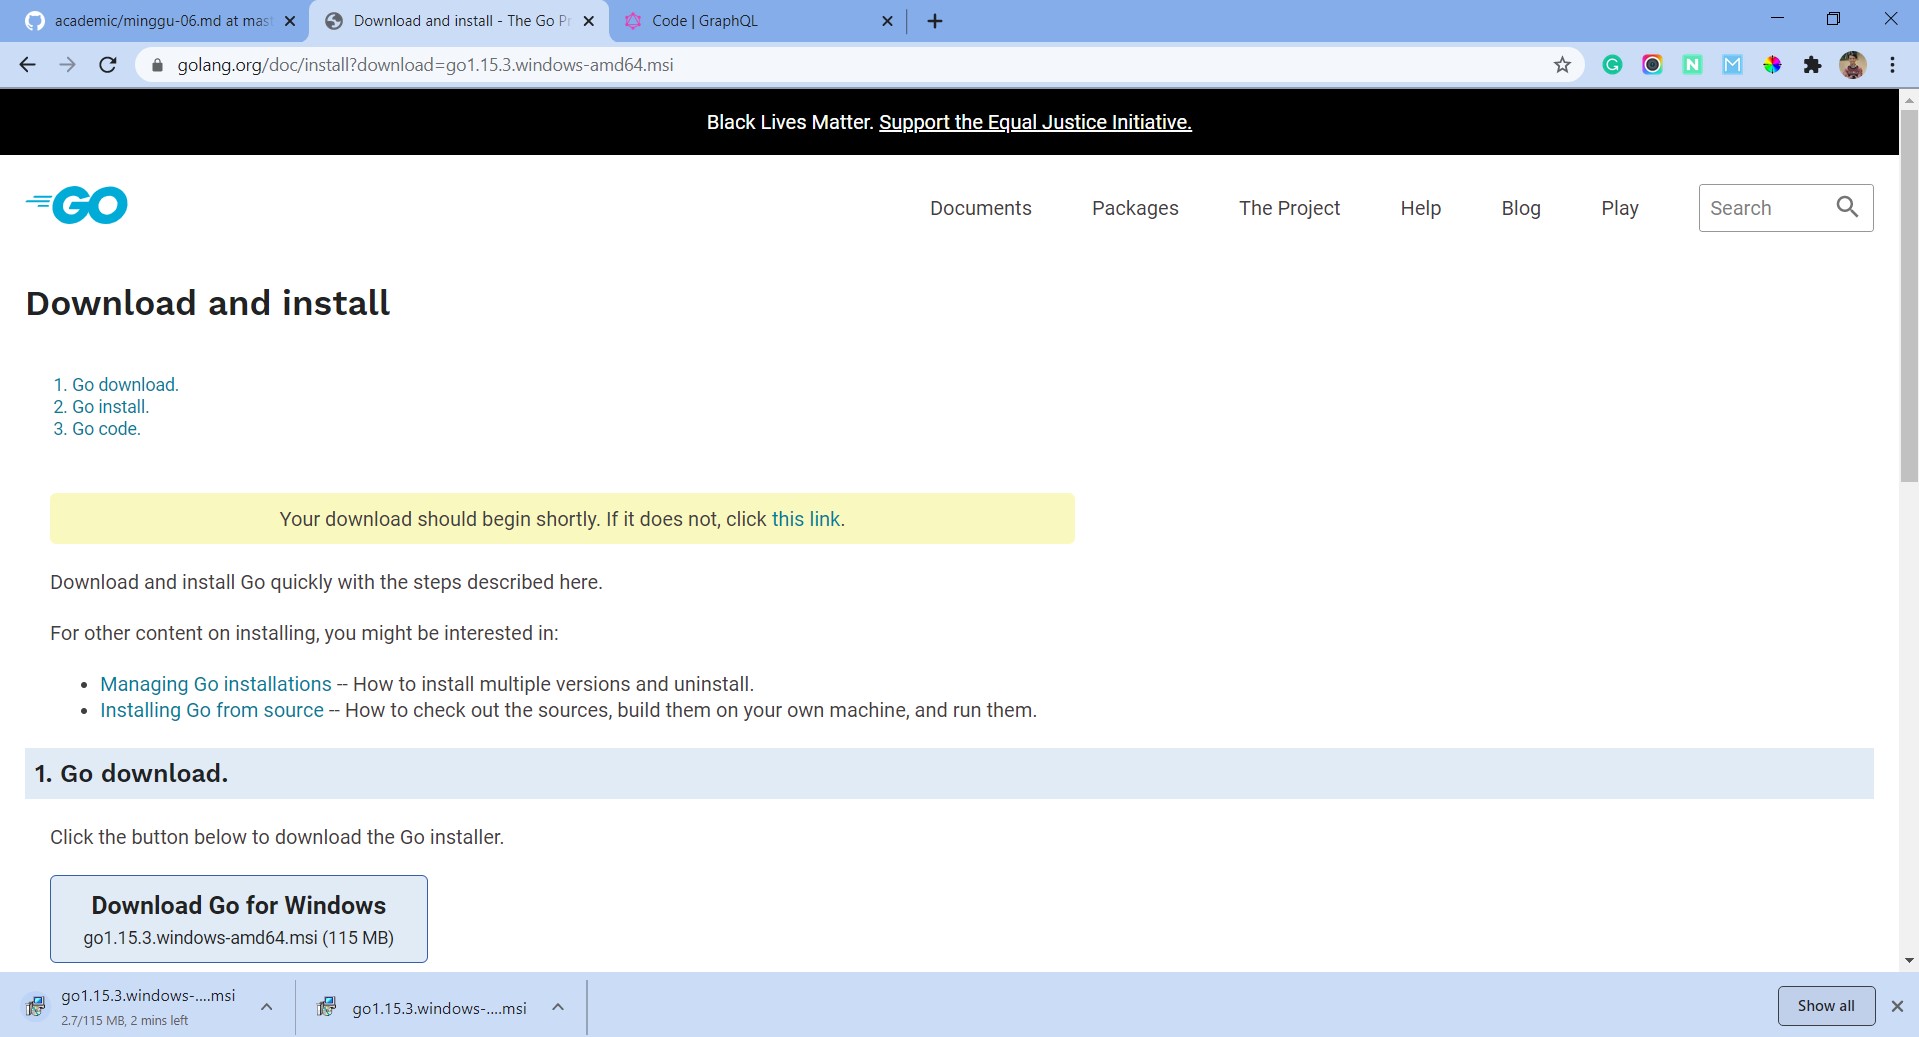 academic/minggu-06.md at mast
Download and install - The Go Pr
Code | GraphQL
golang.org/doc/install?download=go1.15.3.windows-amd64.msi
Black Lives Matter. Support the Equal Justice Initiative.
GO
Documents
Packages
The Project
Help
Blog
Play
Search
Download and install
1. Go download.
2. Go install.
3. Go code.
Your download should begin shortly. If it does not, click this link.
Download and install Go quickly with the steps described here.
For other content on installing, you might be interested in:
• Managing Go installations -- How to install multiple versions and uninstall.
• Installing Go from source -- How to check out the sources, build them on your own machine, and run them.
1. Go download.
Click the button below to download the Go installer.
Download Go for Windows
go1.15.3.windows-amd64.msi (115 MB)
go1.15.3.windows-....msi
2.7/115 MB, 2 mins left
go1.15.3.windows-....msi
Show all